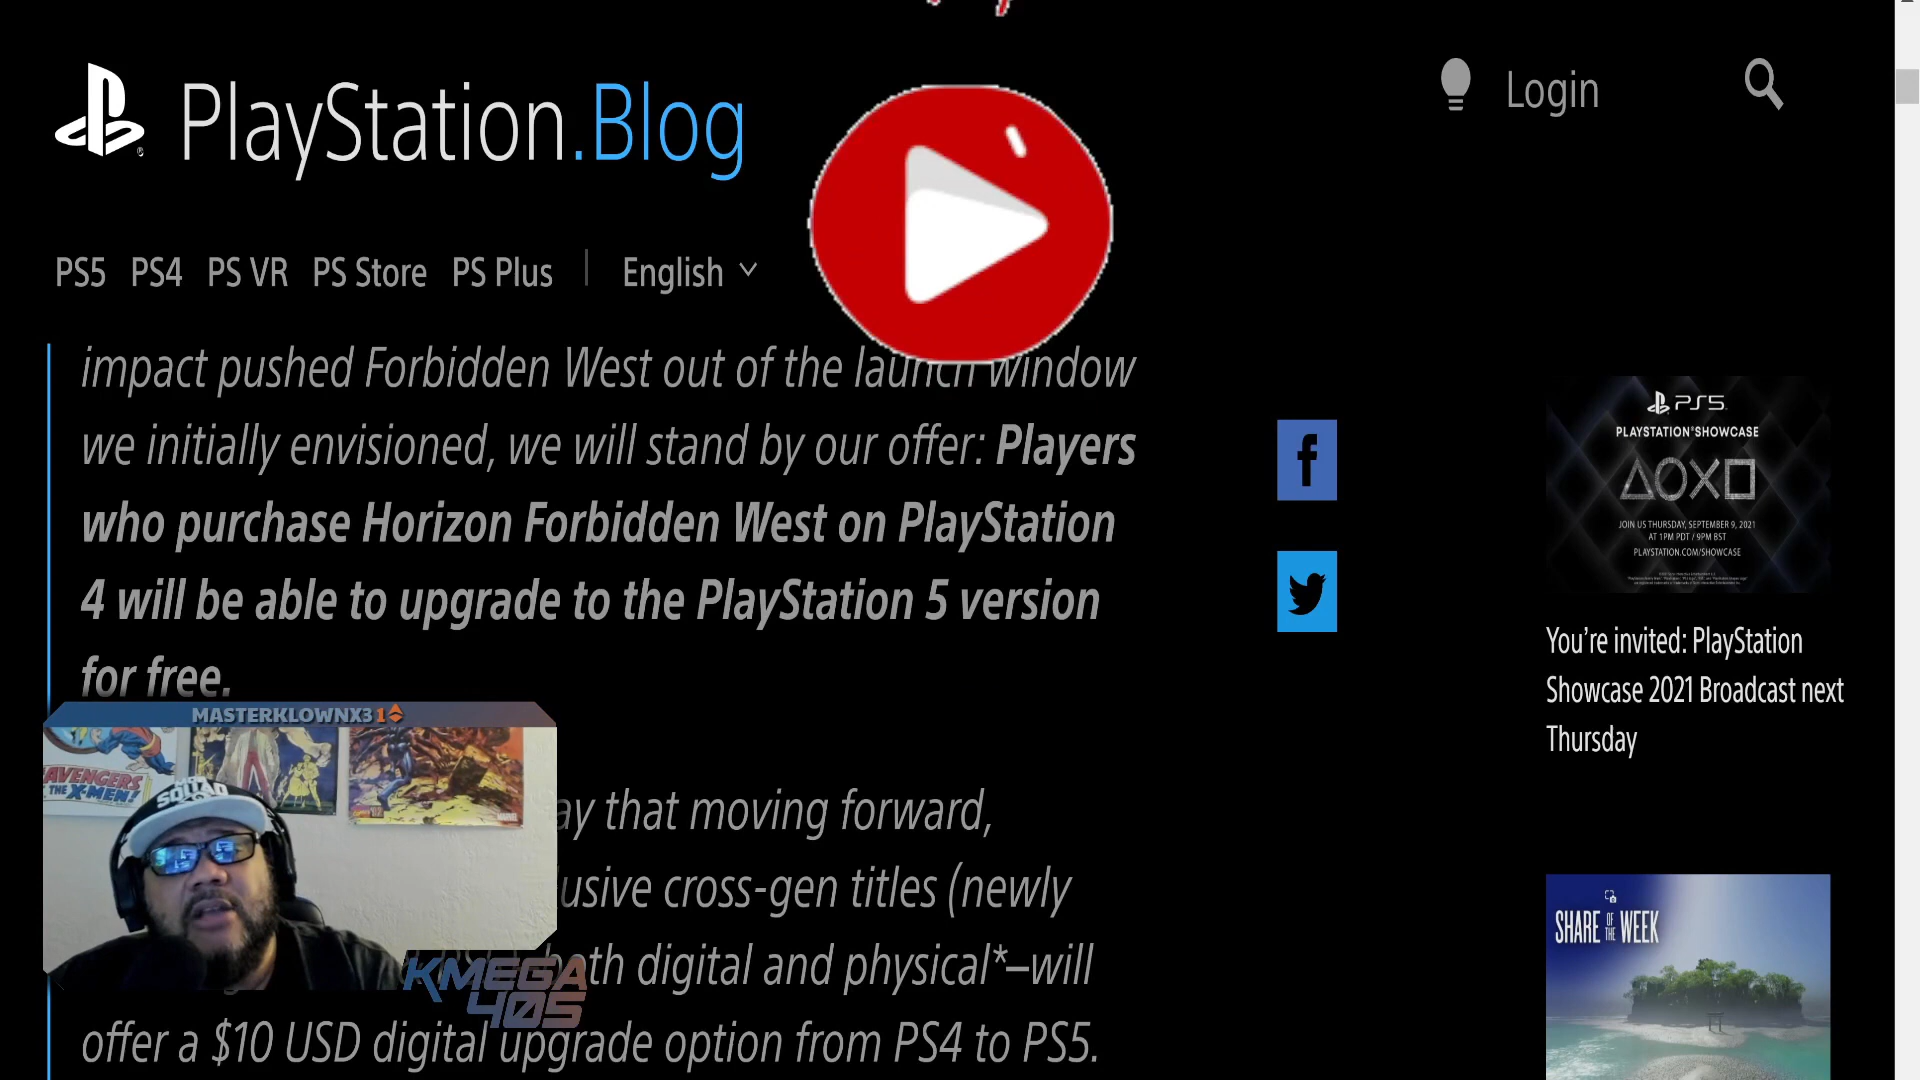 PlayStation.Blog
Login
PS5 PS4 PS VR PS Store PS Plus | English
impact pushed Forbidden West out of the launch window
we initially envisioned, we will stand by our offer: Players
who purchase Horizon Forbidden West on PlayStation
4 will be able to upgrade to the PlayStation 5 version
for free.
ay that moving forward,
usive cross-gen titles (newly
both digital and physical*–will
offer a $10 USD digital upgrade option from PS4 to PS5.
PS5
PLAYSTATION®SHOWCASE
JOIN US THURSDAY, SEPTEMBER 9, 2021
AT 1PM PDT / 9PM BST
PLAYSTATION.COM/SHOWCASE
You’re invited: PlayStation
Showcase 2021 Broadcast next
Thursday
SHARE OF THE WEEK
MASTERKLOWNX3 1
AVENGERS
THE X-MEN!
SQUAD
MARVEL
KMEGA
405